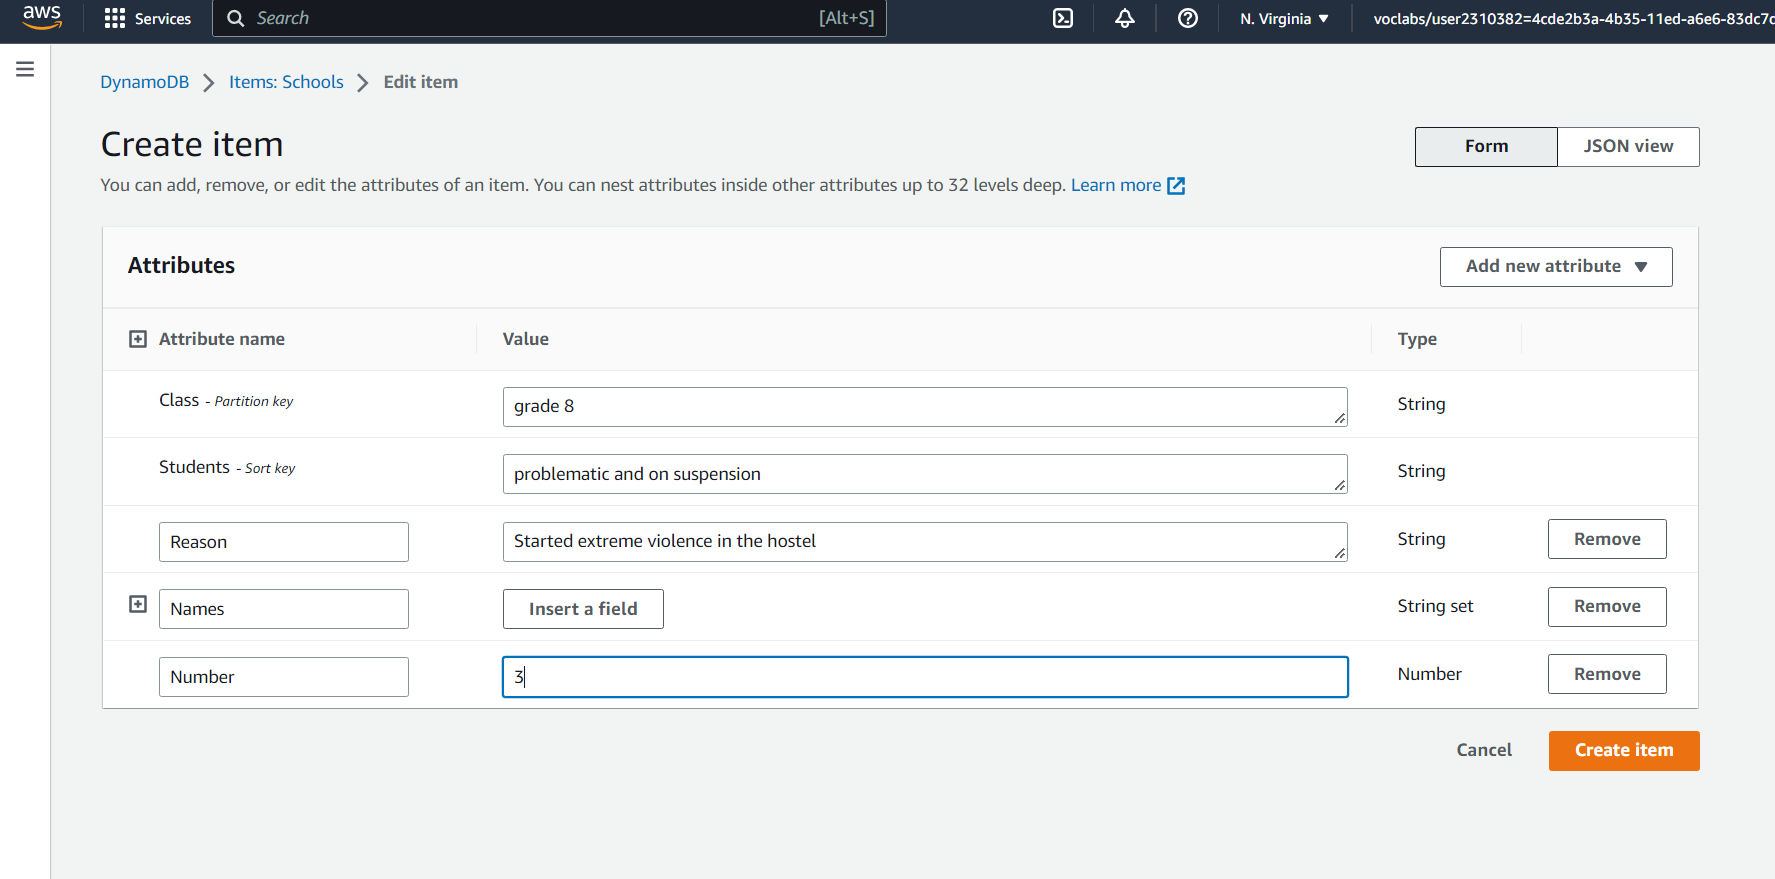 aws Services Search [Alt+S] N. Virginia voclabs/user2310382=4cde2b3a-4b35-11ed-a6e6-83dc7
DynamoDB Items: Schools Edit item
Create item
Form JSON view
You can add, remove, or edit the attributes of an item. You can nest attributes inside other attributes up to 32 levels deep. Learn more
Attributes
Add new attribute
Attribute name Value Type
Class - Partition key grade 8 String
Students - Sort key problematic and on suspension String
Reason Started extreme violence in the hostel String Remove
Names Insert a field String set Remove
Number 3 Number Remove
Cancel Create item